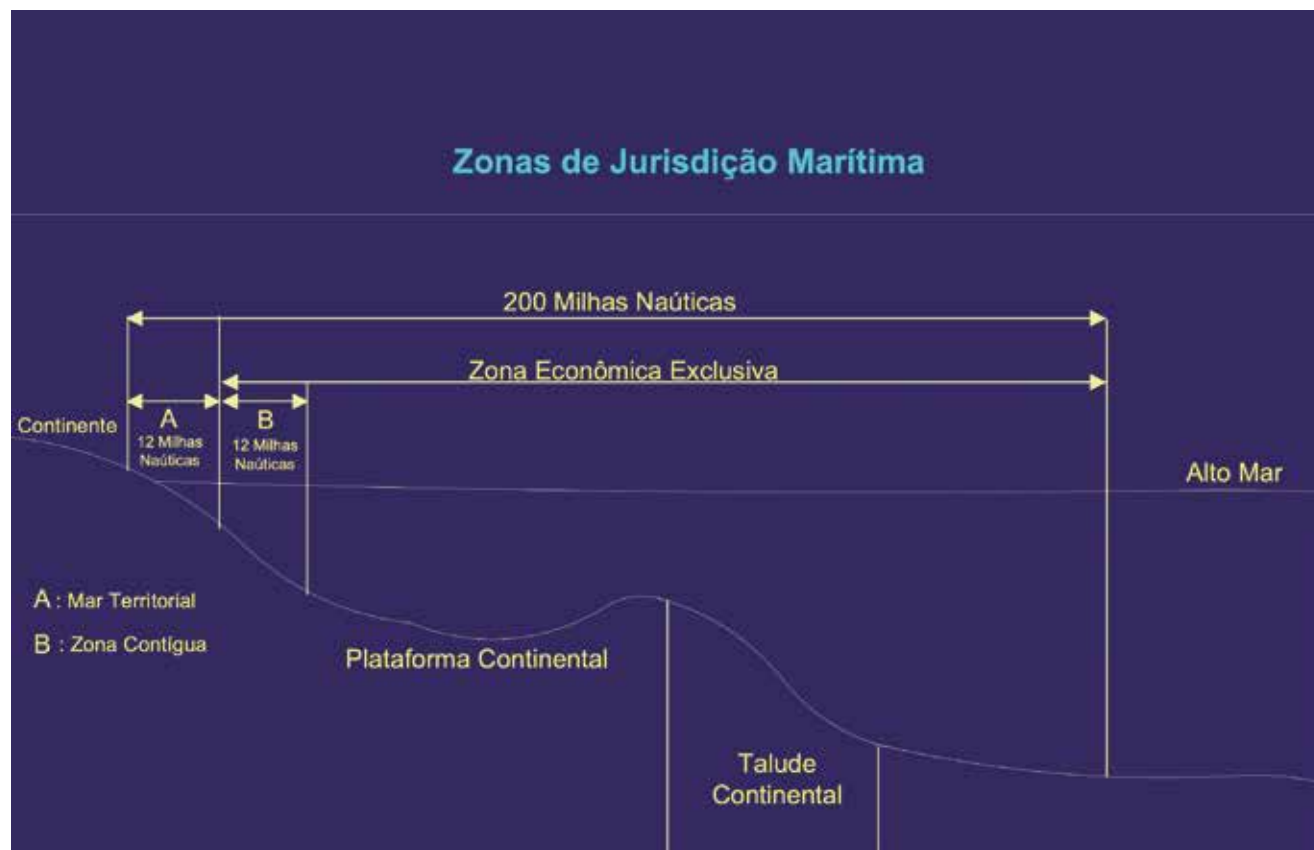 Zonas de Jurisdição Marítima
200 Milhas Naúticas
Zona Econômica Exclusiva
Continente
A
12 Milhas
Naúticas
B
12 Milhas
Naúticas
Alto Mar
A : Mar Territorial
B : Zona Contígua
Plataforma Continental
Talude
Continental